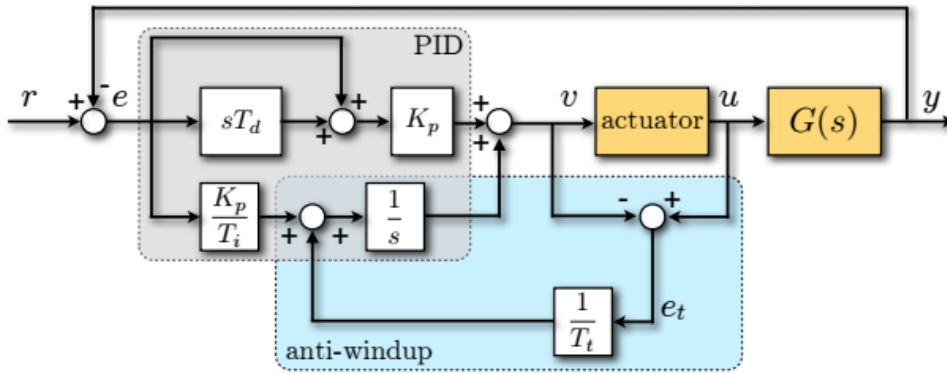 PID
r
+
-
e
sT_d
+
+
K_p
+
+
v
actuator
u
G(s)
y
K_p
T_i
+
+
1
s
-
+
1
T_t
e_t
anti-windup